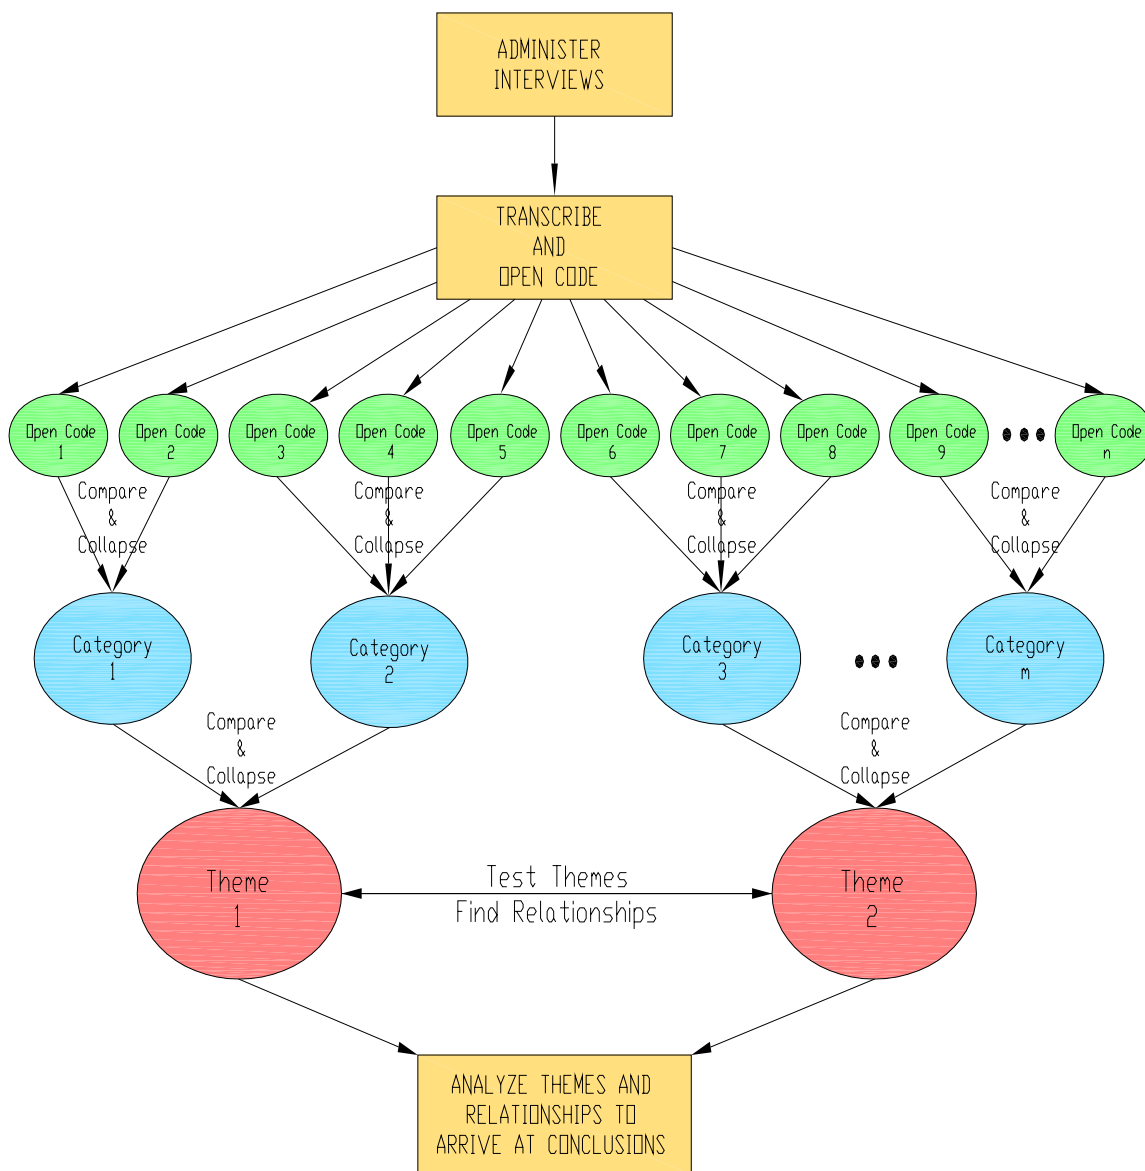 ADMINISTER
INTERVIEWS
TRANSCRIBE
AND
OPEN CODE
Open Code
1
Open Code
2
Open Code
3
Open Code
4
Open Code
5
Open Code
6
Open Code
7
Open Code
8
Open Code
9
Open Code
n
Compare
&
Collapse
Compare
&
Collapse
Compare
&
Collapse
Compare
&
Collapse
Category
1
Category
2
Category
3
Category
m
Compare
&
Collapse
Compare
&
Collapse
Theme
1
Test Themes
Find Relationships
Theme
2
ANALYZE THEMES AND
RELATIONSHIPS TO
ARRIVE AT CONCLUSIONS